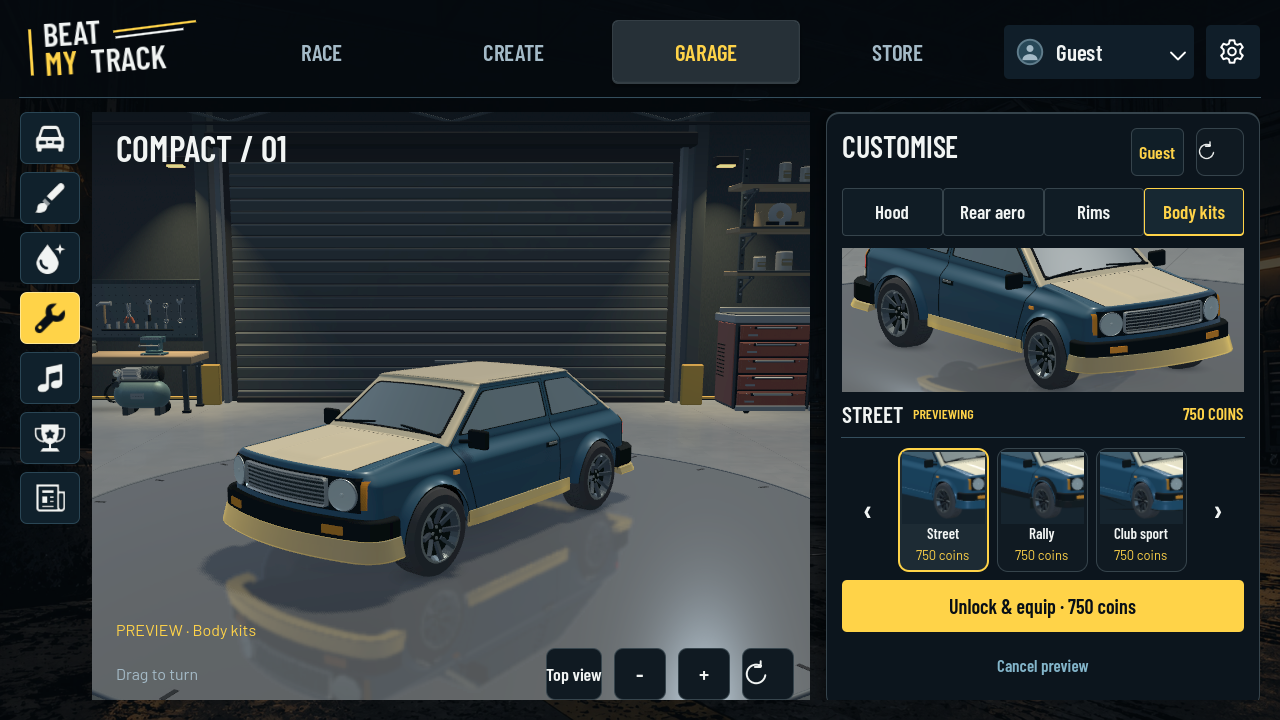 BEAT
MY TRACK
RACE
CREATE
GARAGE
STORE
Guest
COMPACT / 01
CUSTOMISE
Guest
Hood
Rear aero
Rims
Body kits
STREET PREVIEWING 750 COINS
Street
750 coins
Rally
750 coins
Club sport
750 coins
Unlock & equip · 750 coins
Cancel preview
PREVIEW · Body kits
Drag to turn
Top view
-
+